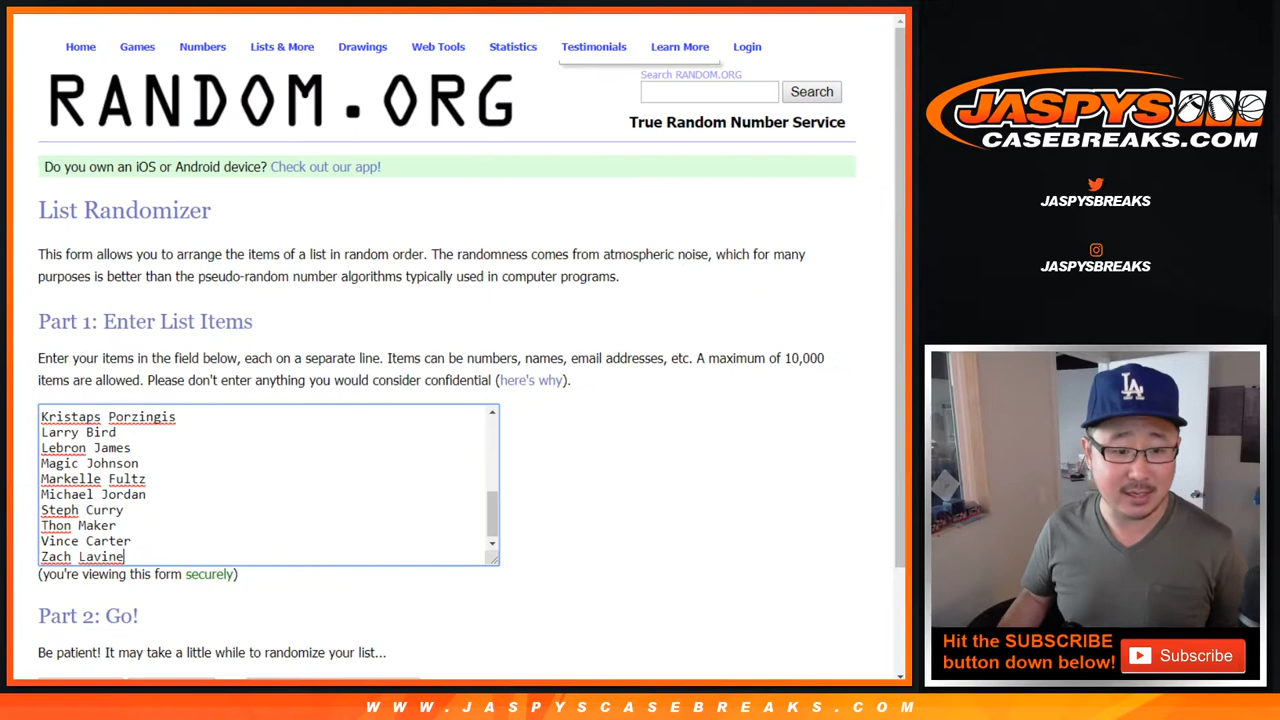 Home Games Numbers Lists & More Drawings Web Tools Statistics Testimonials Learn More Login
RANDOM.ORG
Search RANDOM.ORG
Search
True Random Number Service
Do you own an iOS or Android device? Check out our app!
List Randomizer
This form allows you to arrange the items of a list in random order. The randomness comes from atmospheric noise, which for many
purposes is better than the pseudo-random number algorithms typically used in computer programs.
Part 1: Enter List Items
Enter your items in the field below, each on a separate line. Items can be numbers, names, email addresses, etc. A maximum of 10,000
items are allowed. Please don't enter anything you would consider confidential (here's why).
Kristaps Porzingis
Larry Bird
Lebron James
Magic Johnson
Markelle Fultz
Michael Jordan
Steph Curry
Thon Maker
Vince Carter
Zach Lavine
(you're viewing this form securely)
Part 2: Go!
Be patient! It may take a little while to randomize your list...
JASPYS
CASEBREAKS.COM
JASPYSBREAKS
JASPYSBREAKS
LA
Hit the SUBSCRIBE
button down below!
Subscribe
WWW.JASPYSCASEBREAKS.COM